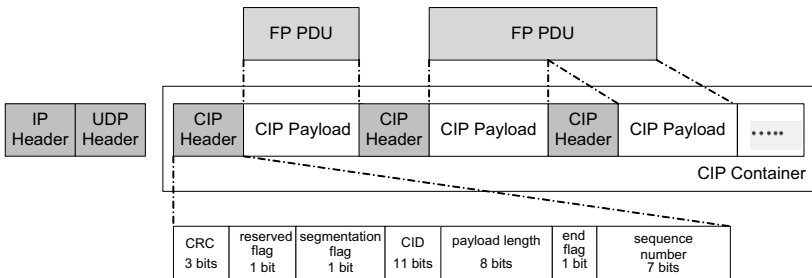 FP PDU
FP PDU
IP Header
UDP Header
CIP Header
CIP Payload
CIP Header
CIP Payload
CIP Header
CIP Payload
.....
CIP Container
CRC
3 bits
reserved flag
1 bit
segmentation flag
1 bit
CID
11 bits
payload length
8 bits
end flag
1 bit
sequence number
7 bits